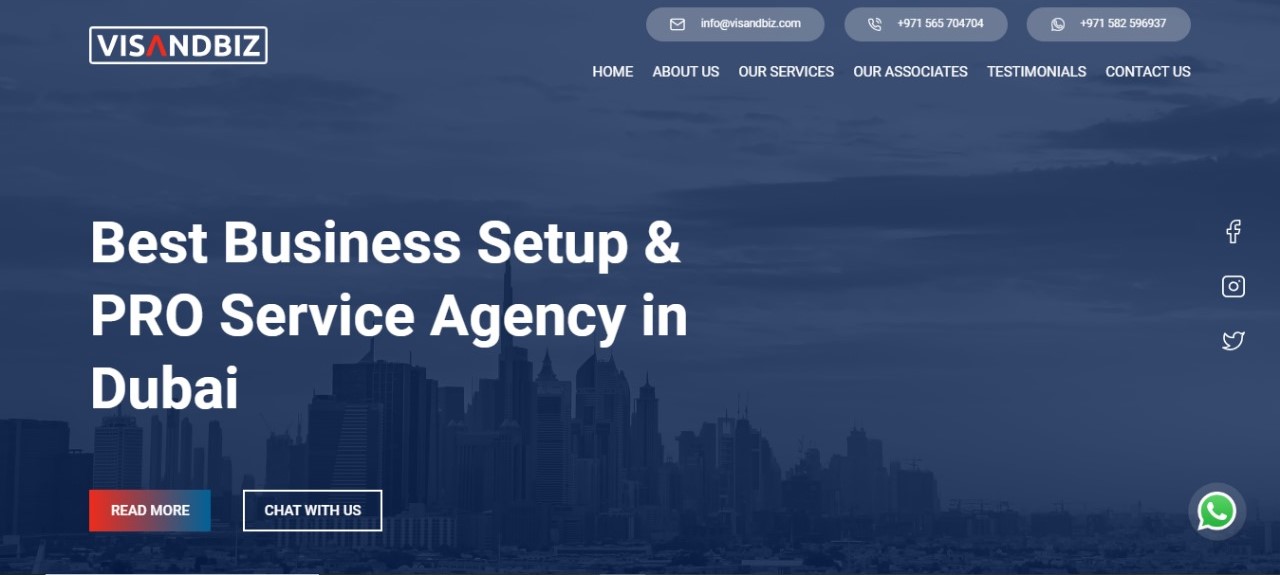 info@visandbiz.com
+971 565 704704
+971 582 596937
VISANDBIZ
HOME ABOUT US OUR SERVICES OUR ASSOCIATES TESTIMONIALS CONTACT US
Best Business Setup &
PRO Service Agency in
Dubai
READ MORE
CHAT WITH US